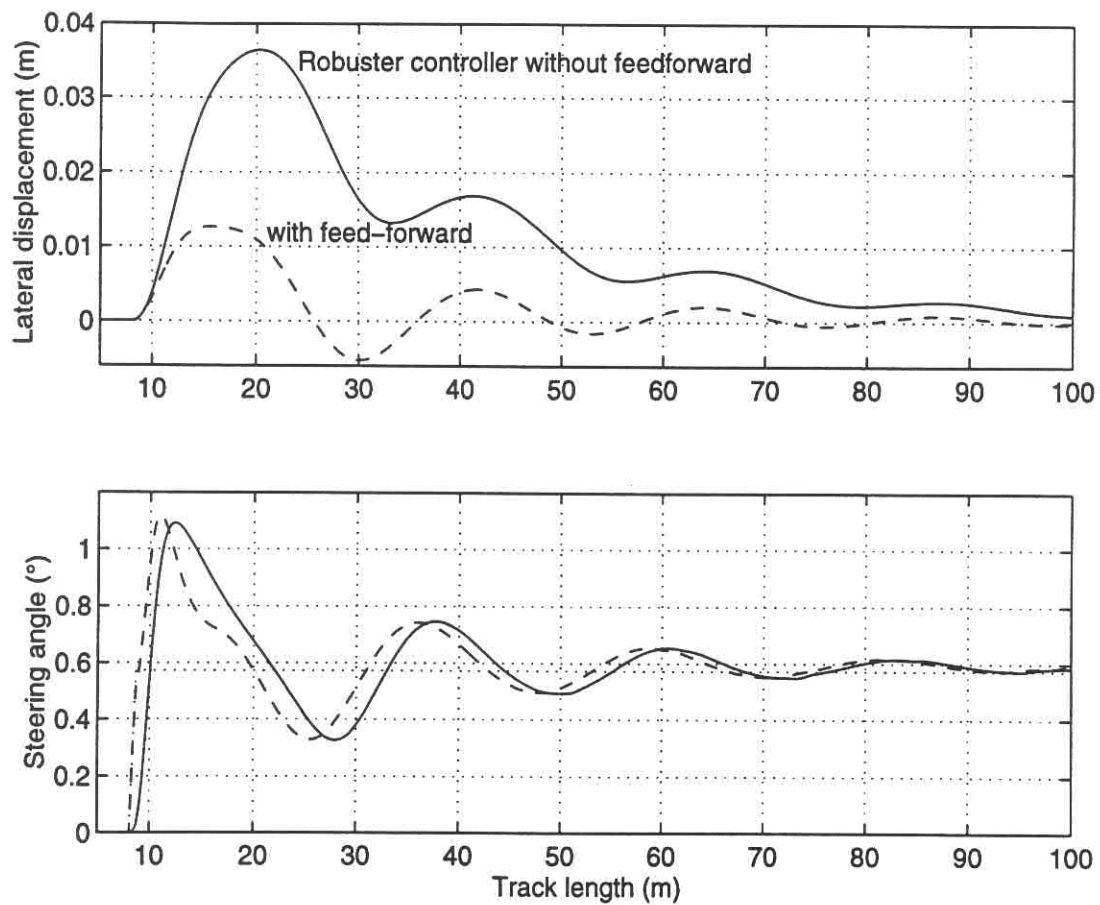 0.04
Robuster controller without feedforward
0.03
0.02
with feed-forward
0.01
0
Lateral displacement (m)
10 20 30 40 50 60 70 80 90 100
1
0.8
0.6
0.4
0.2
0
Steering angle (°)
10 20 30 40 50 60 70 80 90 100
Track length (m)